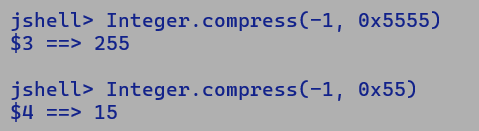 jshell> Integer.compress(-1, 0x5555)
$3 ==> 255
jshell> Integer.compress(-1, 0x55)
$4 ==> 15